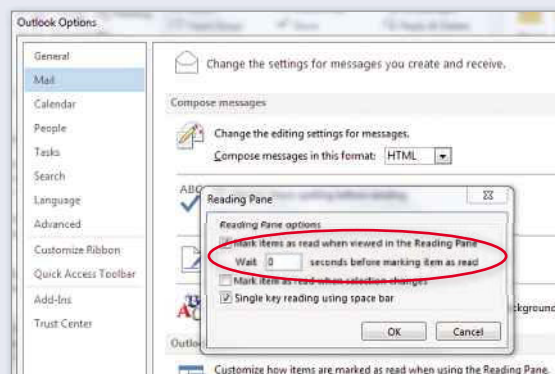 Outlook Options
General
Mail
Calendar
People
Tasks
Search
Language
Advanced
Customize Ribbon
Quick Access Toolbar
Add-Ins
Trust Center
Change the settings for messages you create and receive.
Compose messages
Change the editing settings for messages.
Compose messages in this format: HTML
ABC
Reading Pane
Reading Pane options
Mark items as read when viewed in the Reading Pane
Wait 0 seconds before marking item as read
Mark item as read when selection changes
Single key reading using space bar
OK Cancel
Customize how items are marked as read when using the Reading Pane.